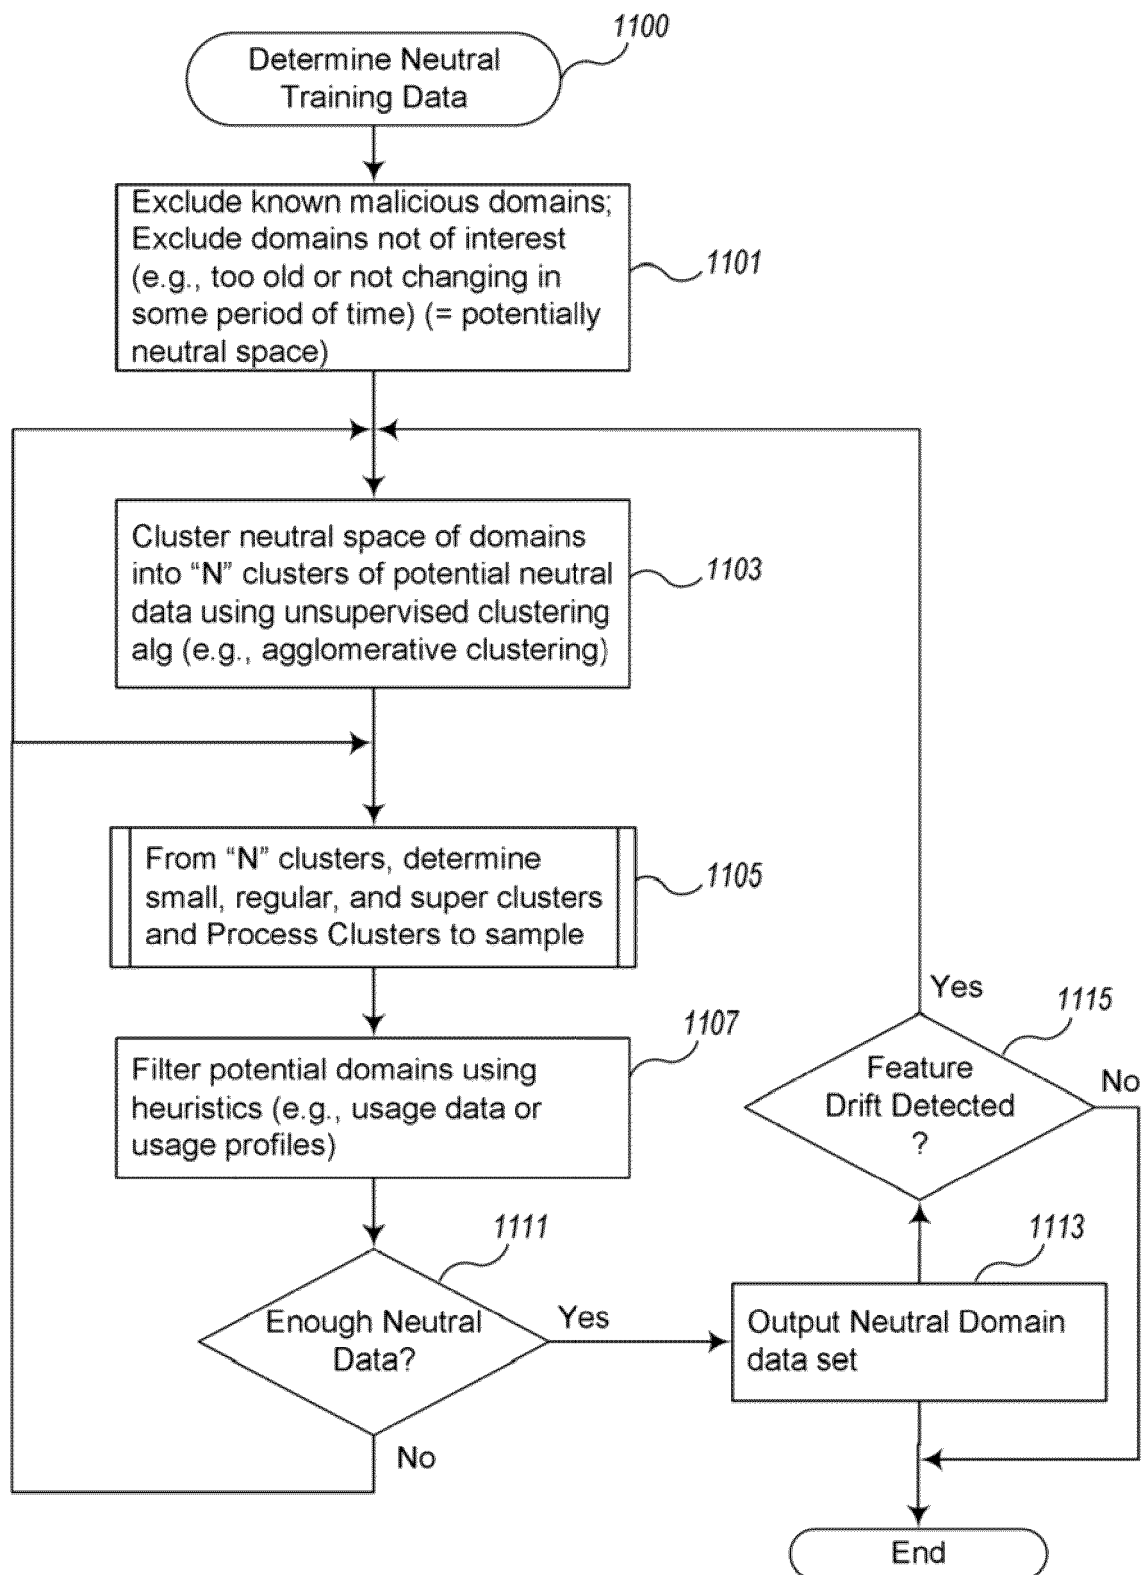 1100
Determine Neutral
Training Data
Exclude known malicious domains;
Exclude domains not of interest
(e.g., too old or not changing in
some period of time) (= potentially
neutral space)
1101
Cluster neutral space of domains
into “N” clusters of potential neutral
data using unsupervised clustering
alg (e.g., agglomerative clustering)
1103
From “N” clusters, determine
small, regular, and super clusters
and Process Clusters to sample
1105
Filter potential domains using
heuristics (e.g., usage data or
usage profiles)
1107
Enough Neutral
Data?
1111
Yes
No
Output Neutral Domain
data set
1113
Feature
Drift Detected
?
1115
Yes
No
End